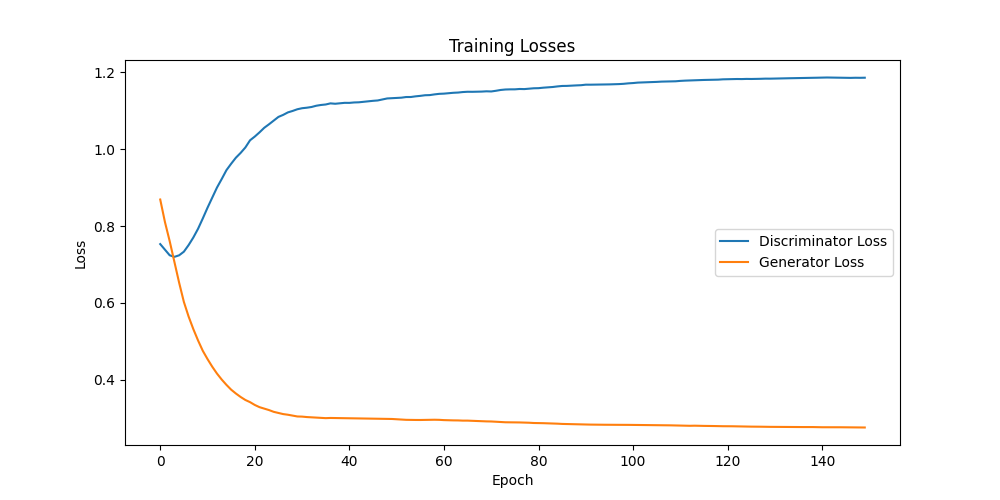 Training Losses
1.2
1.0
0.8
0.6
0.4
Loss
Discriminator Loss
Generator Loss
0 20 40 60 80 100 120 140
Epoch